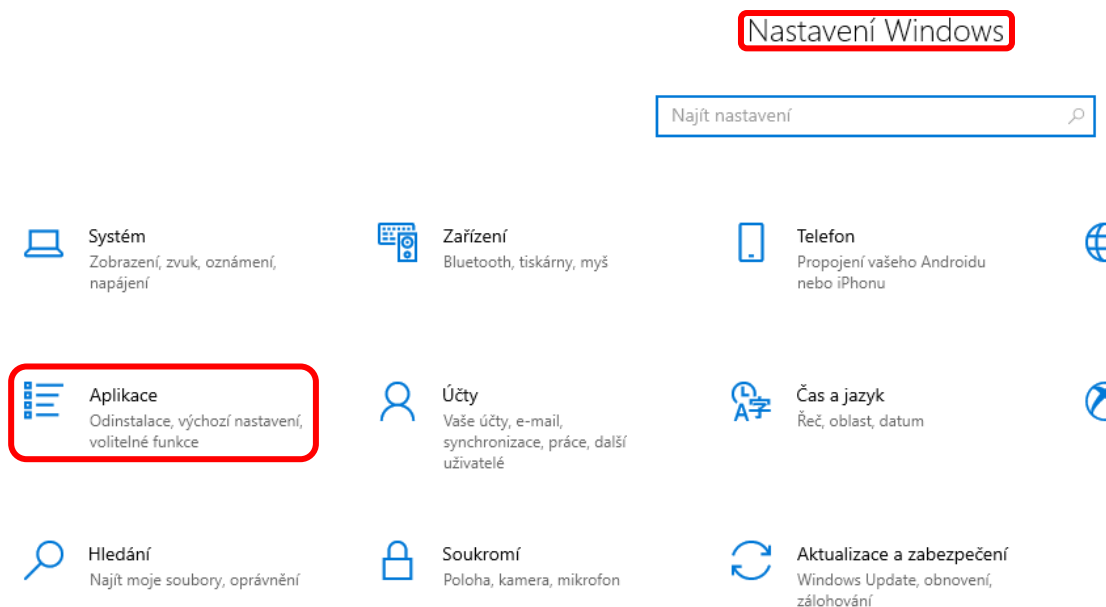 Nastavení Windows
Najít nastavení
Systém
Zobrazení, zvuk, oznámení,
napájení
Zařízení
Bluetooth, tiskárny, myš
Telefon
Propojení vašeho Androidu
nebo iPhonu
Aplikace
Odinstalace, výchozí nastavení,
volitelné funkce
Účty
Vaše účty, e-mail,
synchronizace, práce, další
uživatelé
Čas a jazyk
Řeč, oblast, datum
Hledání
Najít moje soubory, oprávnění
Soukromí
Poloha, kamera, mikrofon
Aktualizace a zabezpečení
Windows Update, obnovení,
zálohování